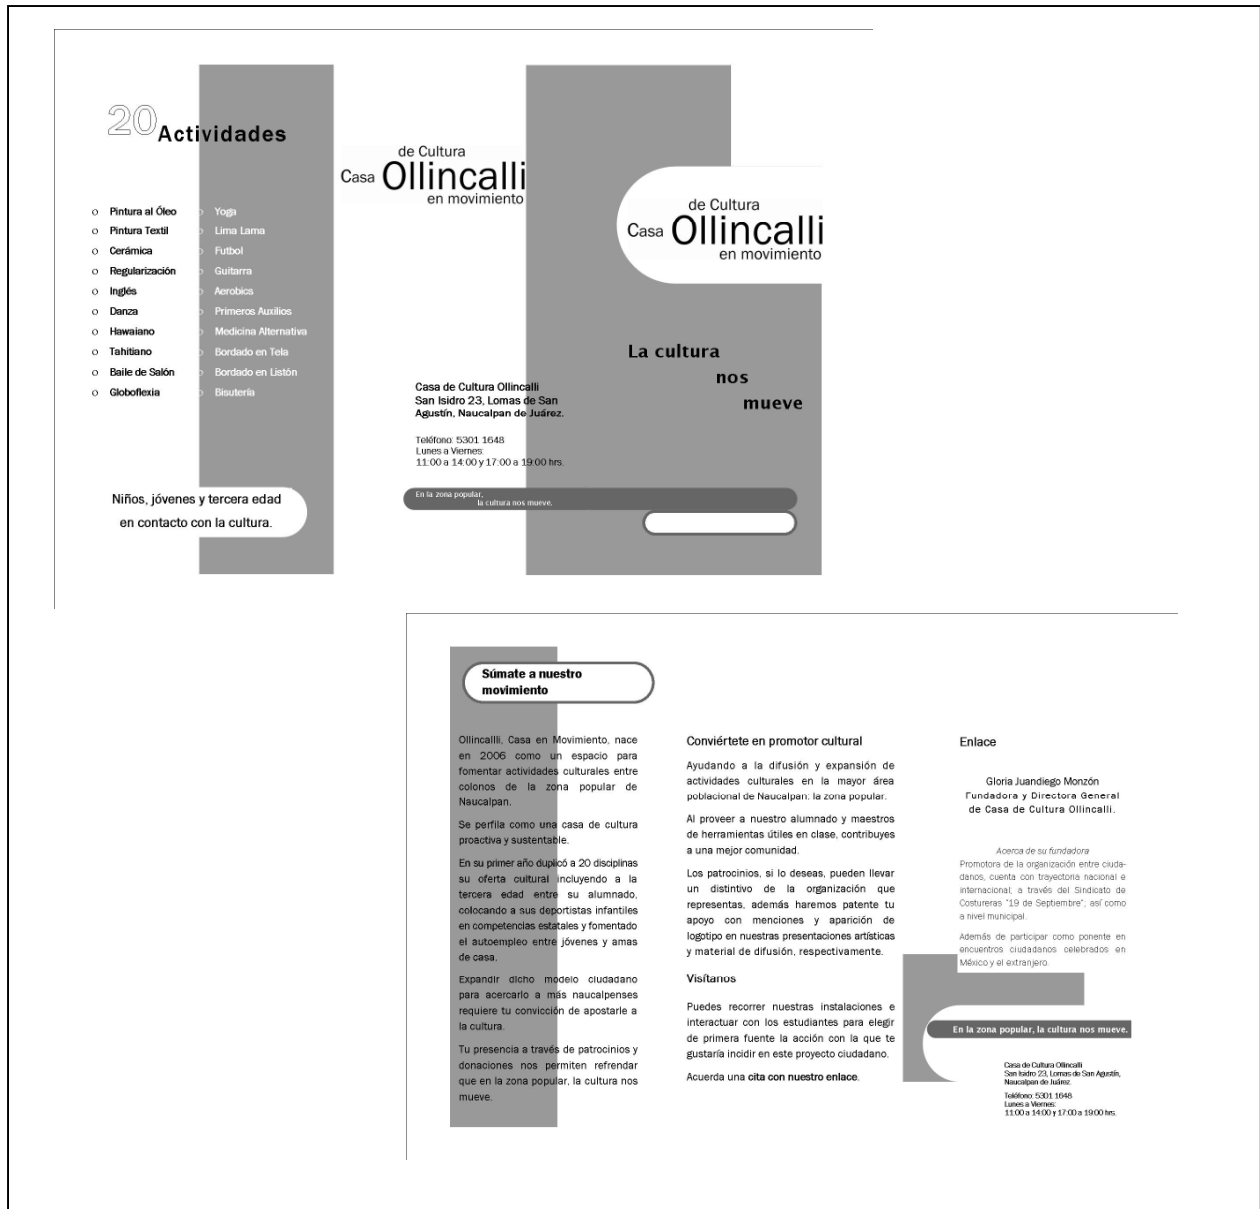 20 Actividades
o Pintura al Óleo
o Pintura Textil
o Cerámica
o Regularización
o Inglés
o Danza
o Hawaiano
o Tahitiano
o Baile de Salón
o Globoflexia
o Yoga
o Lima Lama
o Futbol
o Guitarra
o Aerobics
o Primeros Auxilios
o Medicina Alternativa
o Bordado en Tela
o Bordado en Listón
o Bisutería
Niños, jóvenes y tercera edad
en contacto con la cultura.
de Cultura
Casa Ollincalli
en movimiento
Casa de Cultura Ollincalli
San Isidro 23, Lomas de San
Agustín, Naucalpan de Juárez.
Teléfono: 5301 1648
Lunes a Viernes:
11:00 a 14:00 y 17:00 a 19:00 hrs.
En la zona popular,
la cultura nos mueve.
de Cultura
Casa Ollincalli
en movimiento
La cultura
nos
mueve
Súmate a nuestro
movimiento
Ollincallli, Casa en Movimiento, nace
en 2006 como un espacio para
fomentar actividades culturales entre
colonos de la zona popular de
Naucalpan.
Se perfila como una casa de cultura
proactiva y sustentable.
En su primer año duplicó a 20 disciplinas
su oferta cultural incluyendo a la
tercera edad entre su alumnado,
colocando a sus deportistas infantiles
en competencias estatales y fomentado
el autoempleo entre jóvenes y amas
de casa.
Expandir dicho modelo ciudadano
para acercarlo a más naucalpenses
requiere tu convicción de apostarle a
la cultura.
Tu presencia a través de patrocinios y
donaciones nos permiten refrendar
que en la zona popular, la cultura nos
mueve.
Conviértete en promotor cultural
Ayudando a la difusión y expansión de
actividades culturales en la mayor área
poblacional de Naucalpan: la zona popular.
Al proveer a nuestro alumnado y maestros
de herramientas útiles en clase, contribuyes
a una mejor comunidad.
Los patrocinios, si lo deseas, pueden llevar
un distintivo de la organización que
representas, además haremos patente tu
apoyo con menciones y aparición de
logotipo en nuestras presentaciones artísticas
y material de difusión, respectivamente.
Visítanos
Puedes recorrer nuestras instalaciones e
interactuar con los estudiantes para elegir
de primera fuente la acción con la que te
gustaría incidir en este proyecto ciudadano.
Acuerda una cita con nuestro enlace.
Enlace
Gloria Juandiego Monzón
Fundadora y Directora General
de Casa de Cultura Ollincalli.
Acerca de su fundadora
Promotora de la organización entre ciuda-
danos, cuenta con trayectoria nacional e
internacional; a través del Sindicato de
Costureras "19 de Septiembre"; así como
a nivel municipal.
Además de participar como ponente en
encuentros ciudadanos celebrados en
México y el extranjero.
En la zona popular, la cultura nos mueve.
Casa de Cultura Ollincalli
San Isidro 23, Lomas de San Agustín,
Naucalpan de Juárez.
Teléfono: 5301 1648
Lunes a Viernes:
11:00 a 14:00 y 17:00 a 19:00 hrs.